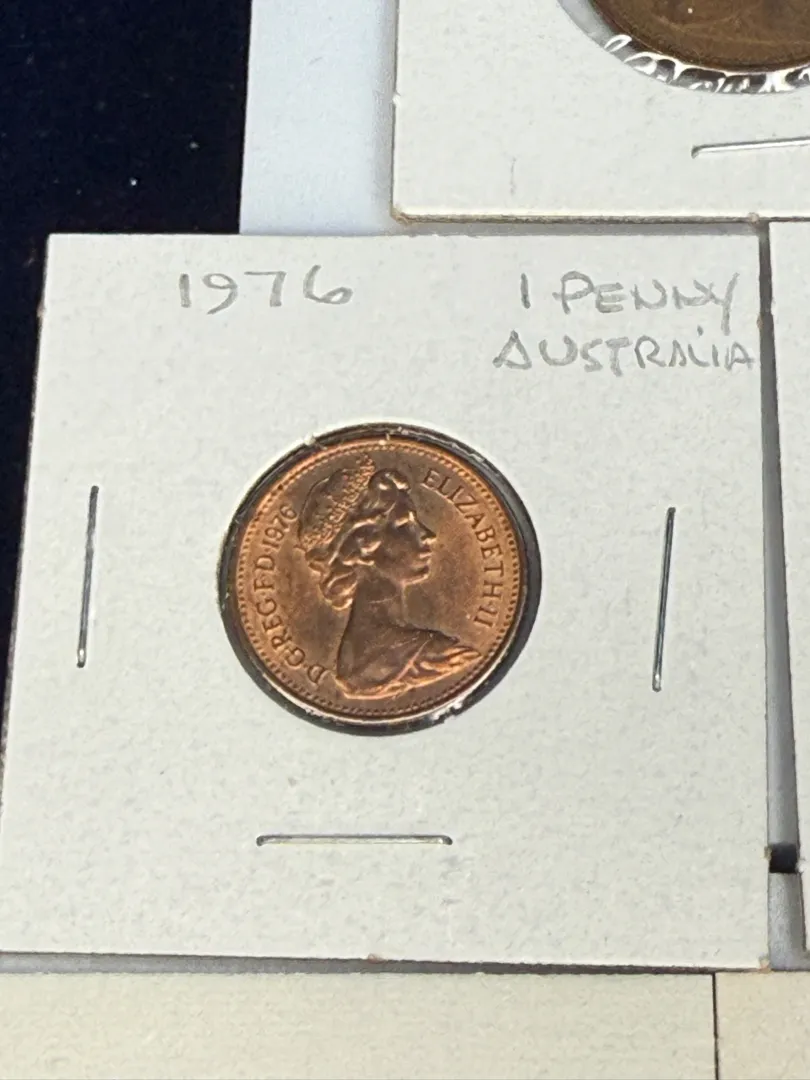 1976
1 PENNY
AUSTRALIA
D·G·REG·F·D·1976
ELIZABETH·II